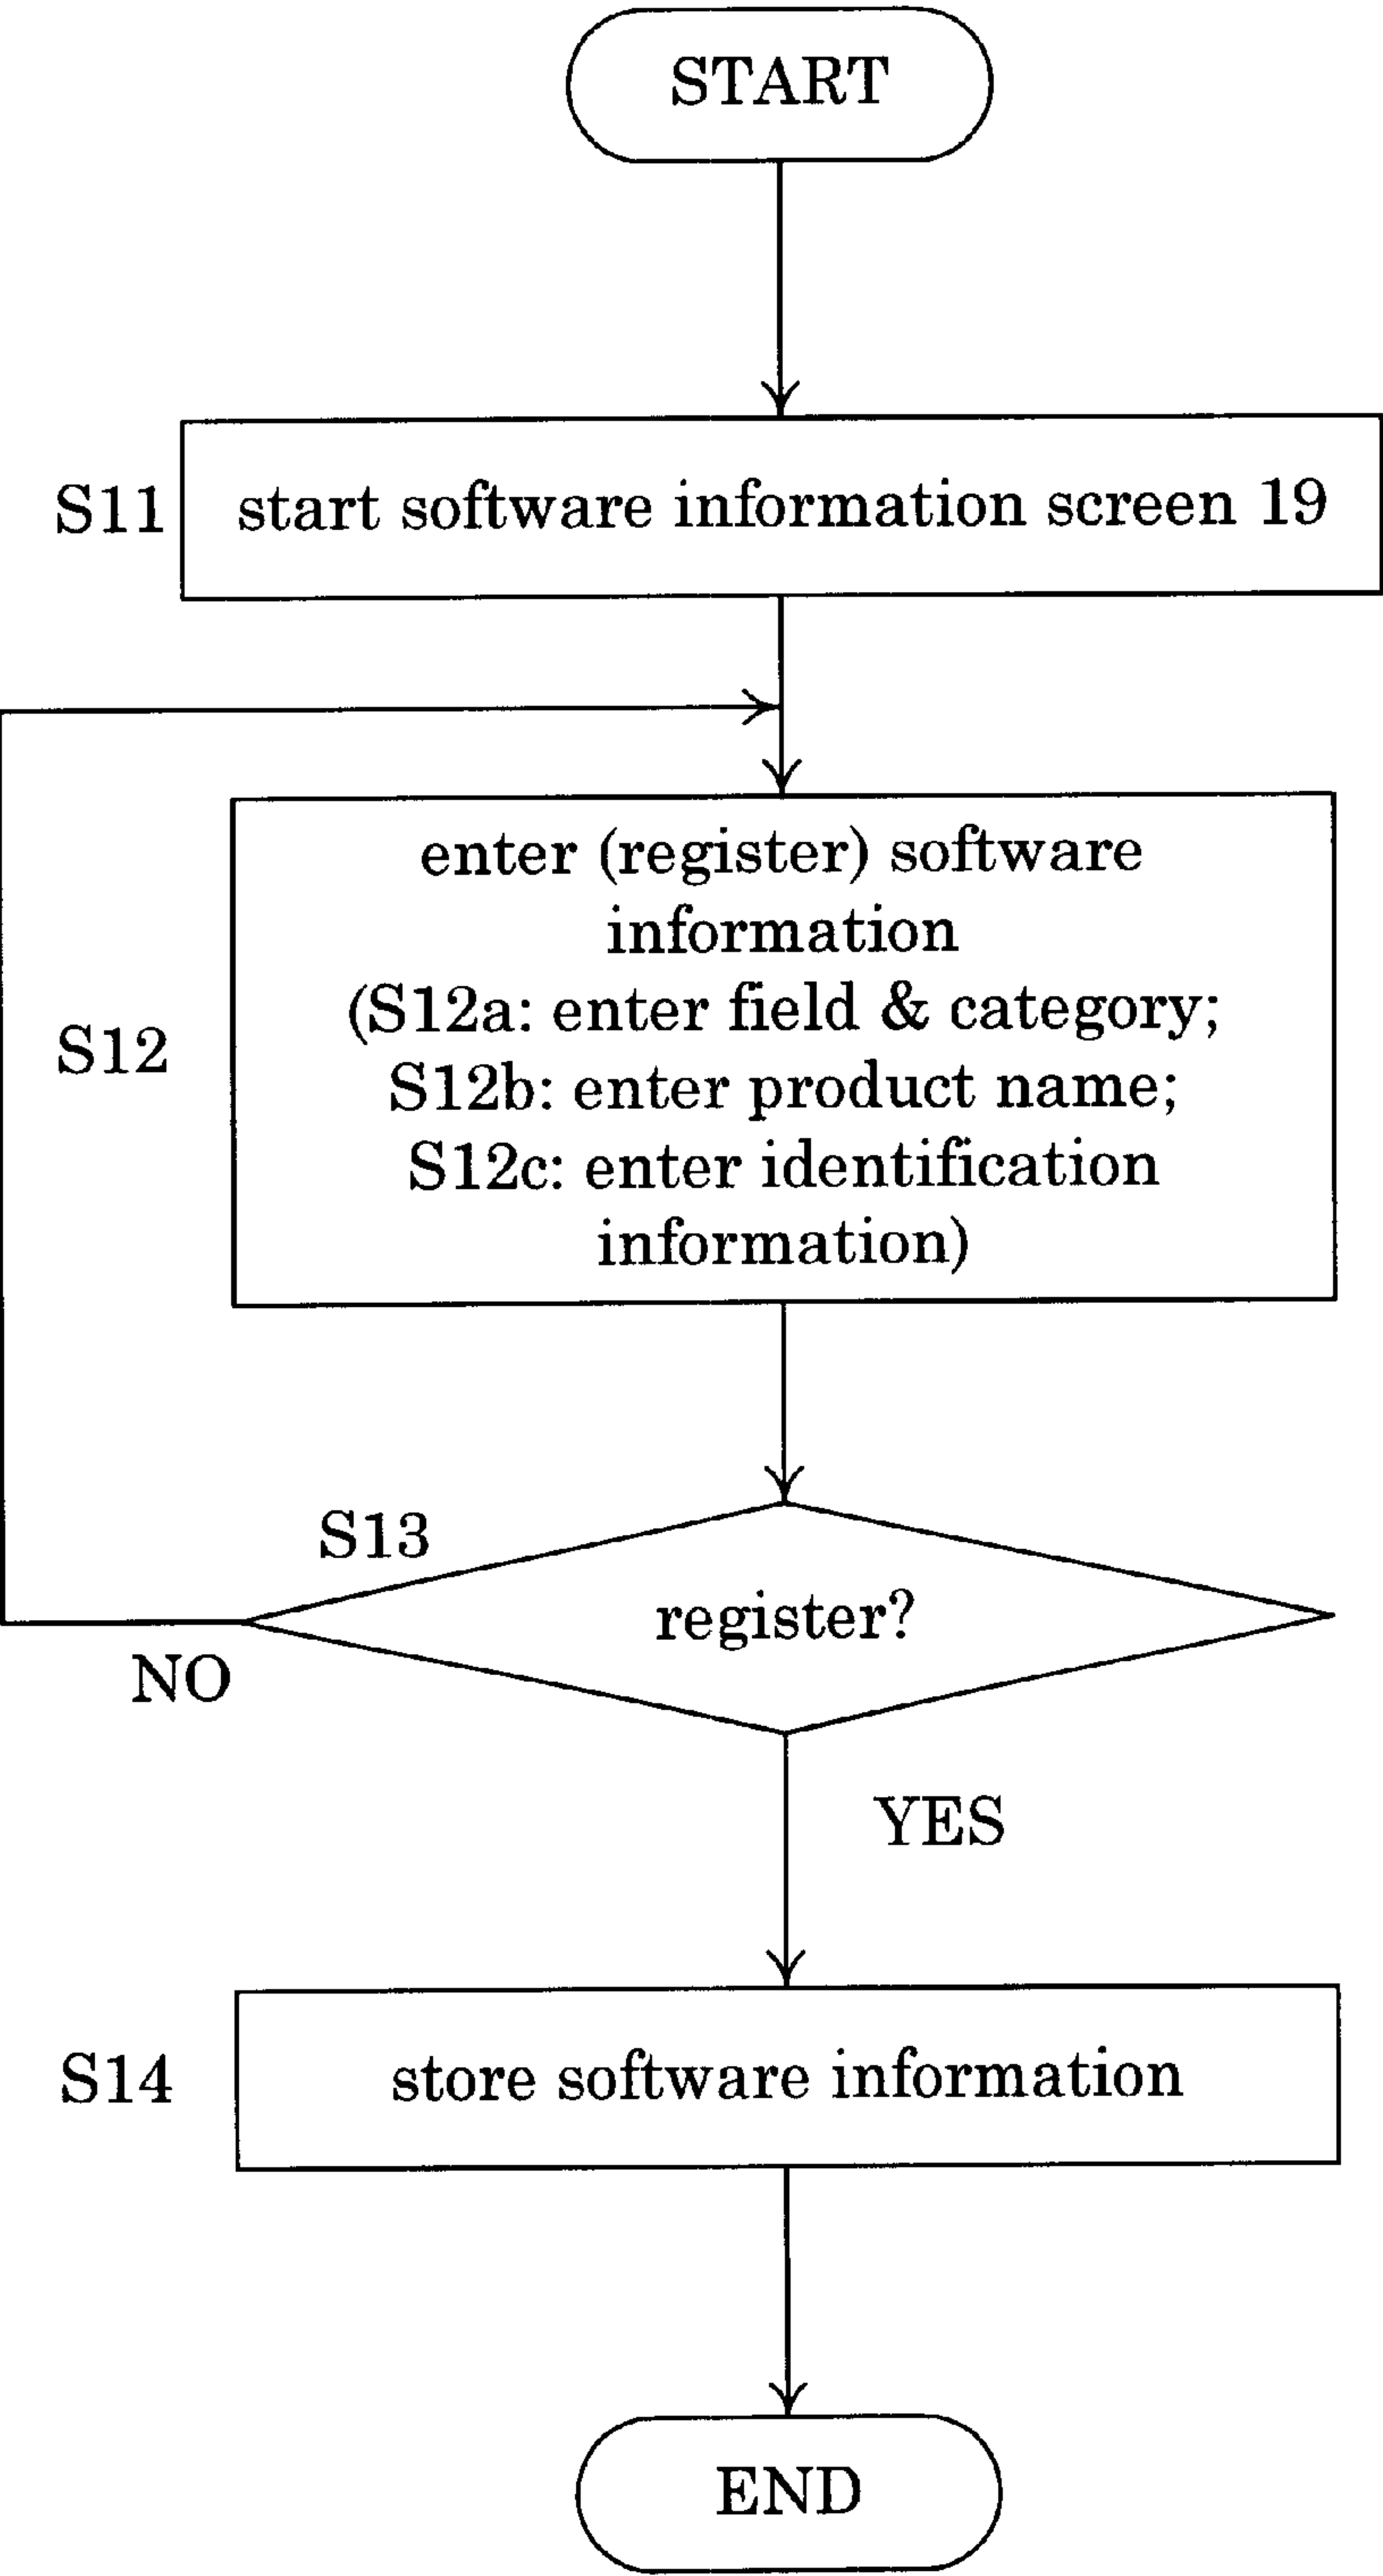 START
S11
start software information screen 19
enter (register) software
information
(S12a: enter field & category;
S12
S12b: enter product name;
S12c: enter identification
information)
S13
register?
NO
YES
S14
store software information
END